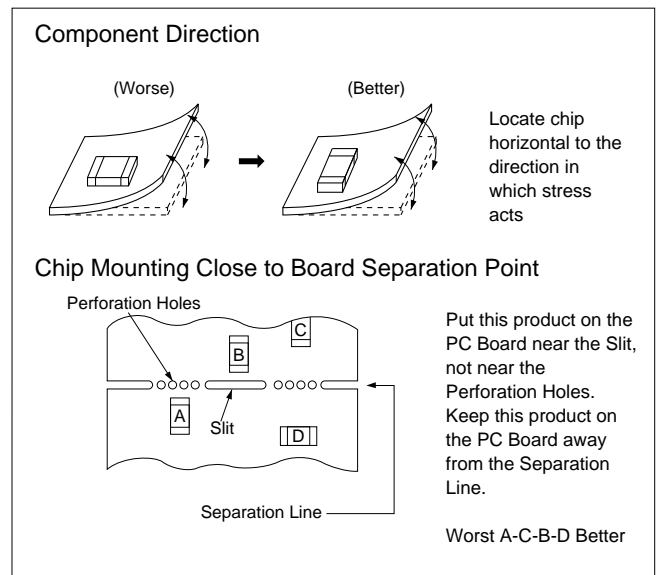 Component Direction
(Worse)
(Better)
Locate chip
horizontal to the
direction in
which stress
acts
Chip Mounting Close to Board Separation Point
Perforation Holes
C
B
A
Slit
D
Separation Line
Put this product on the
PC Board near the Slit,
not near the
Perforation Holes.
Keep this product on
the PC Board away
from the Separation
Line.
Worst A-C-B-D Better